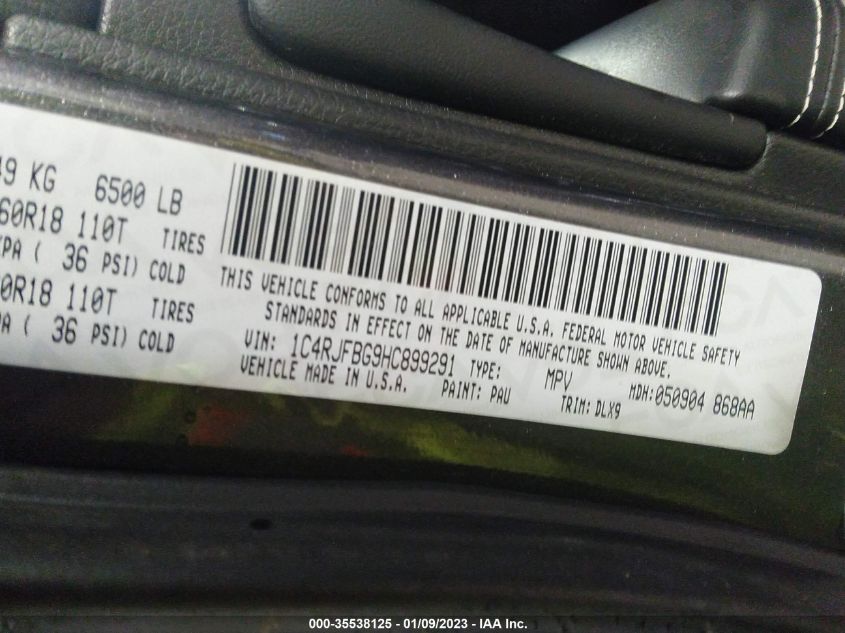 49 KG 6500 LB
60R18 110T TIRES
KPA ( 36 PSI) COLD
0R18 110T TIRES
PA ( 36 PSI) COLD
THIS VEHICLE CONFORMS TO ALL APPLICABLE U.S.A. FEDERAL MOTOR VEHICLE SAFETY
STANDARDS IN EFFECT ON THE DATE OF MANUFACTURE SHOWN ABOVE.
VIN: 1C4RJFBG9HC899291 TYPE: MPV MDH:050904 868AA
VEHICLE MADE IN U.S.A. PAINT: PAU TRIM: DLX9
000-35538125 - 01/09/2023 - IAA Inc.